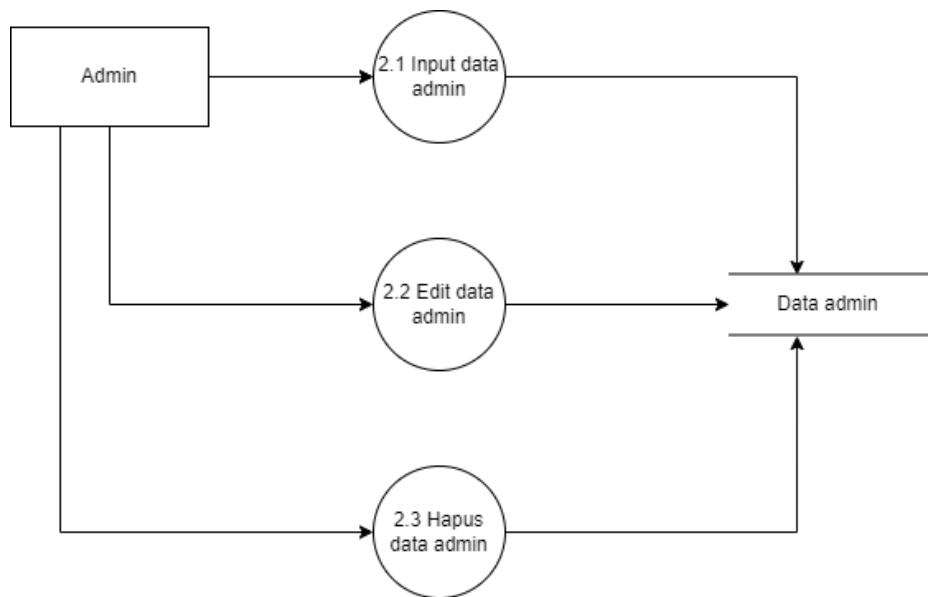 Admin
2.1 Input data
admin
2.2 Edit data
admin
Data admin
2.3 Hapus
data admin